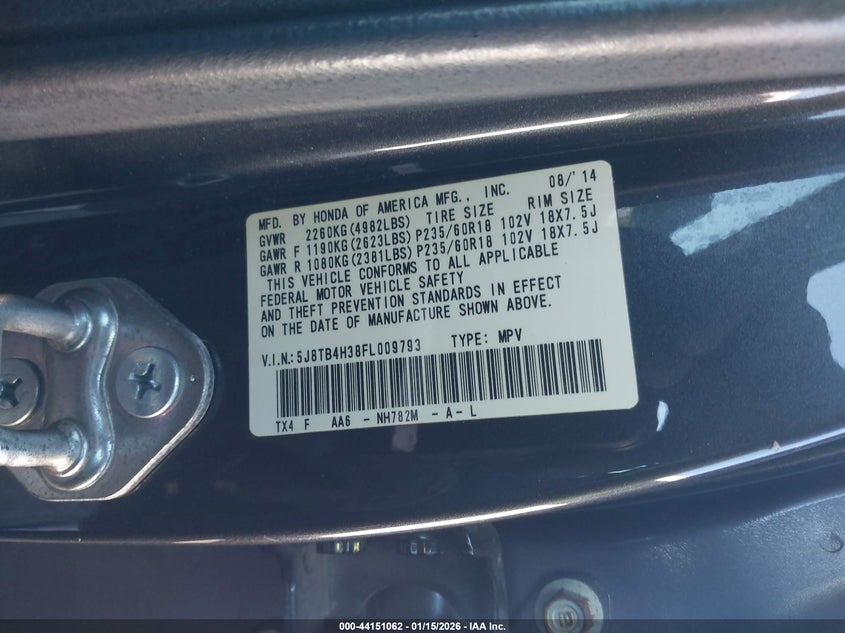 MFD. BY HONDA OF AMERICA MFG., INC. 08/'14
GVWR 2260KG(4982LBS) TIRE SIZE RIM SIZE
GAWR F 1190KG(2623LBS) P235/60R18 102V 18X7.5J
GAWR R 1080KG(2381LBS) P235/60R18 102V 18X7.5J
THIS VEHICLE CONFORMS TO ALL APPLICABLE
FEDERAL MOTOR VEHICLE SAFETY
AND THEFT PREVENTION STANDARDS IN EFFECT
ON THE DATE OF MANUFACTURE SHOWN ABOVE.
V.I.N.:5J8TB4H38FL009793 TYPE: MPV
TX4 F AA6 - NH782M - A - L
000-44151062 - 01/15/2026 - IAA Inc.